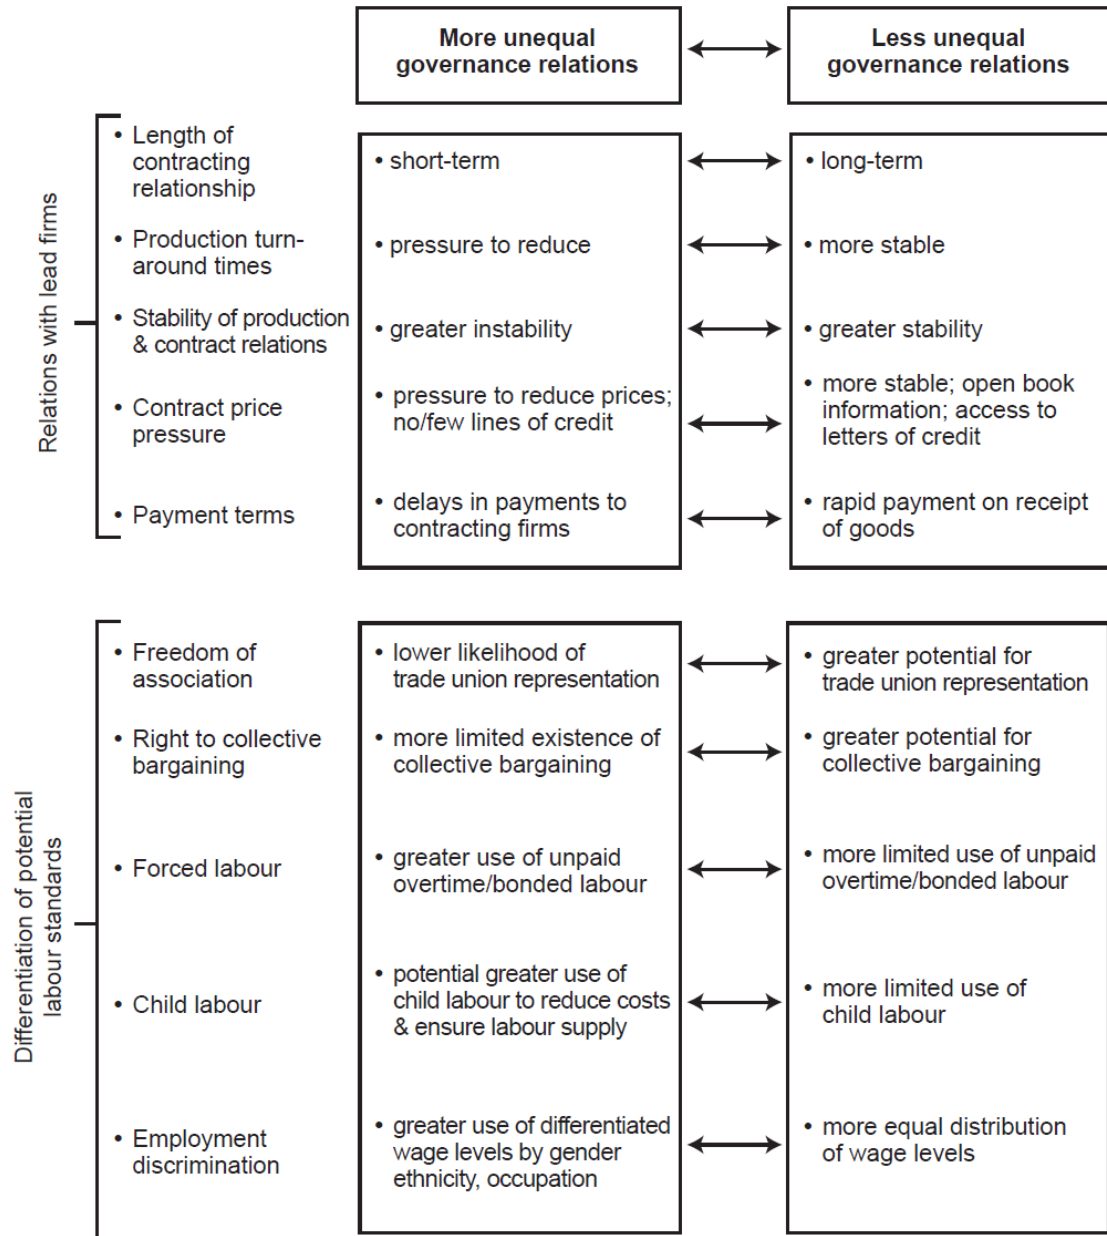 More unequal
governance relations
Less unequal
governance relations
Relations with lead firms
• Length of
contracting
relationship
• short-term
• long-term
• Production turn-
around times
• pressure to reduce
• more stable
• Stability of production
& contract relations
• greater instability
• greater stability
• Contract price
pressure
• pressure to reduce prices;
no/few lines of credit
• more stable; open book
information; access to
letters of credit
• Payment terms
• delays in payments to
contracting firms
• rapid payment on receipt
of goods
Differentiation of potential
labour standards
• Freedom of
association
• lower likelihood of
trade union representation
• greater potential for
trade union representation
• Right to collective
bargaining
• more limited existence of
collective bargaining
• greater potential for
collective bargaining
• Forced labour
• greater use of unpaid
overtime/bonded labour
• more limited use of unpaid
overtime/bonded labour
• Child labour
• potential greater use of
child labour to reduce costs
& ensure labour supply
• more limited use of
child labour
• Employment
discrimination
• greater use of differentiated
wage levels by gender
ethnicity, occupation
• more equal distribution
of wage levels